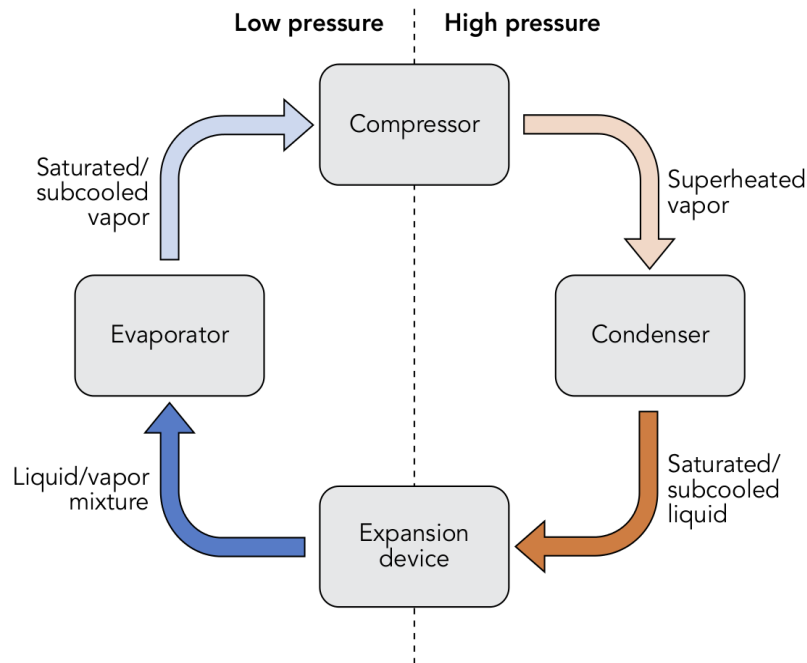 Low pressure
High pressure
Compressor
Saturated/
subcooled
vapor
Superheated
vapor
Evaporator
Condenser
Liquid/vapor
mixture
Expansion
device
Saturated/
subcooled
liquid